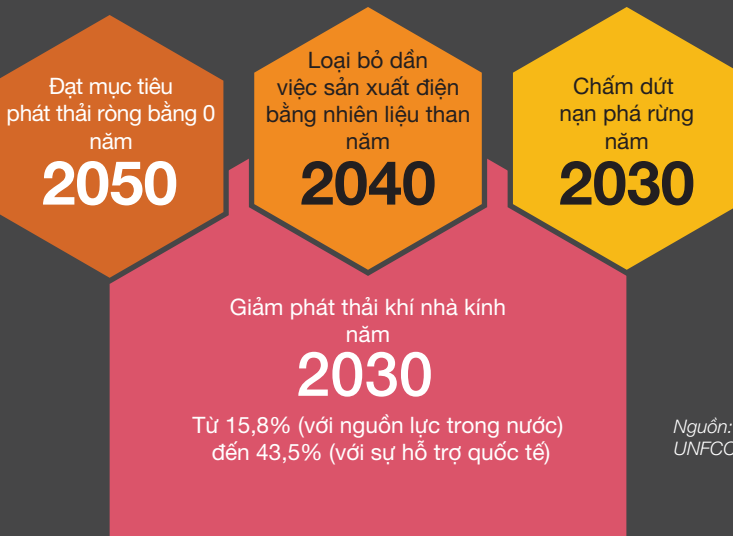 Đạt mục tiêu
phát thải ròng bằng 0
năm
2050
Loại bỏ dần
việc sản xuất điện
bằng nhiên liệu than
năm
2040
Chấm dứt
nạn phá rừng
năm
2030
Giảm phát thải khí nhà kính
năm
2030
Từ 15,8% (với nguồn lực trong nước)
đến 43,5% (với sự hỗ trợ quốc tế)
Nguồn: